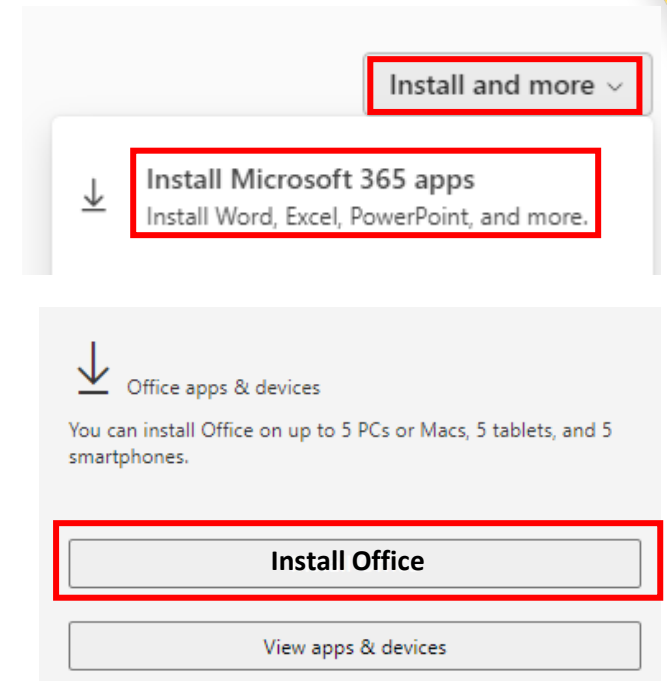 Install and more
Install Microsoft 365 apps
Install Word, Excel, PowerPoint, and more.
Office apps & devices
You can install Office on up to 5 PCs or Macs, 5 tablets, and 5
smartphones.
Install Office
View apps & devices